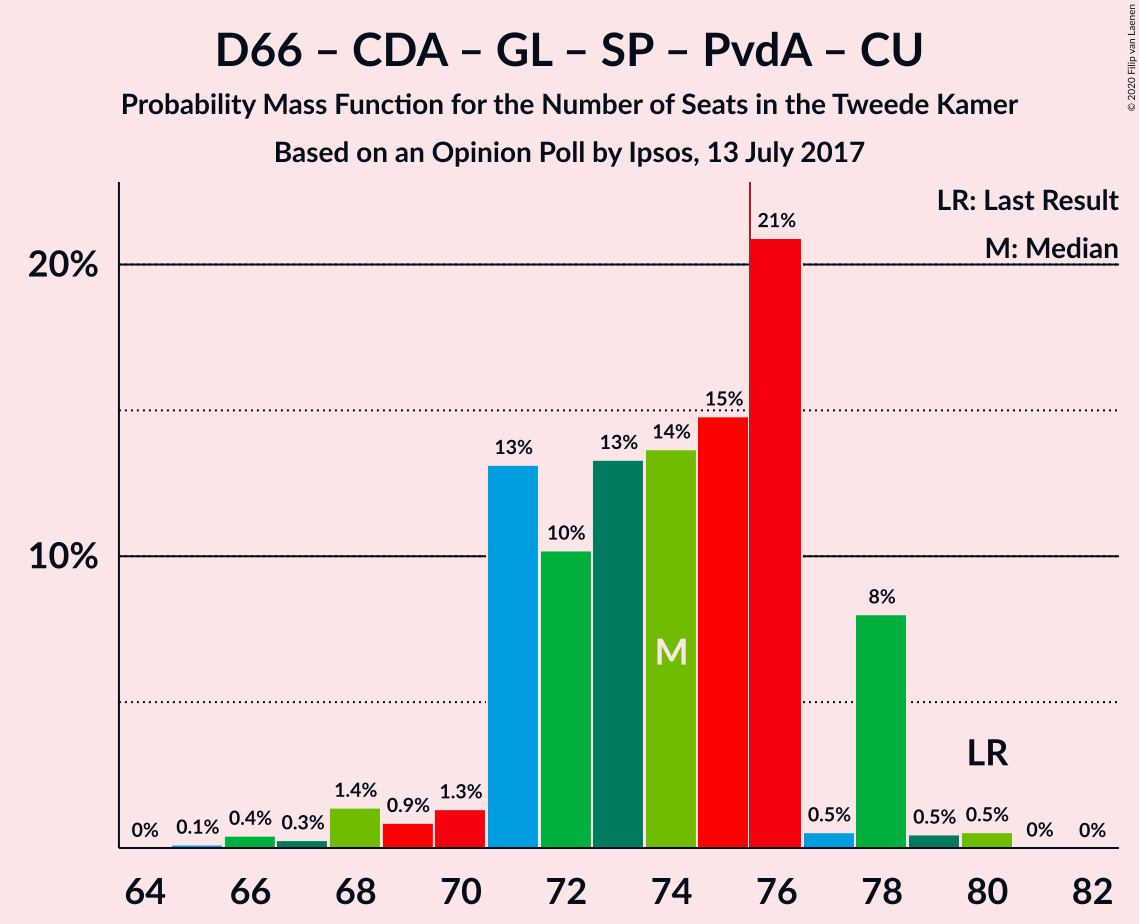 D66 – CDA – GL – SP – PvdA – CU
Probability Mass Function for the Number of Seats in the Tweede Kamer
Based on an Opinion Poll by Ipsos, 13 July 2017
© 2020 Filip van Laenen
LR: Last Result
M: Median
20%
10%
0%
0.1%
0.4%
0.3%
1.4%
0.9%
1.3%
13%
10%
13%
14%
15%
21%
0.5%
8%
0.5%
0.5%
0%
0%
M
LR
64 66 68 70 72 74 76 78 80 82